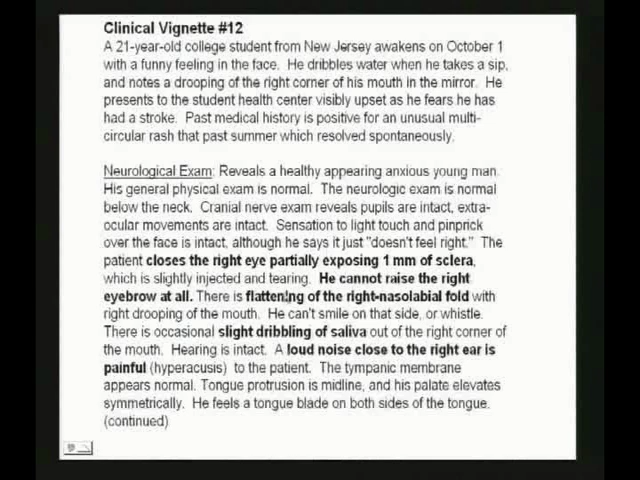 Clinical Vignette #12
A 21-year-old college student from New Jersey awakens on October 1
with a funny feeling in the face.  He dribbles water when he takes a sip,
and notes a drooping of the right corner of his mouth in the mirror.  He
presents to the student health center visibly upset as he fears he has
had a stroke.  Past medical history is positive for an unusual multi-
circular rash that past summer which resolved spontaneously.
Neurological Exam: Reveals a healthy appearing anxious young man.
His general physical exam is normal.  The neurologic exam is normal
below the neck.  Cranial nerve exam reveals pupils are intact, extra-
ocular movements are intact.  Sensation to light touch and pinprick
over the face is intact, although he says it just "doesn't feel right."  The
patient closes the right eye partially exposing 1 mm of sclera,
which is slightly injected and tearing.  He cannot raise the right
eyebrow at all. There is flattening of the right-nasolabial fold with
right drooping of the mouth.  He can't smile on that side, or whistle.
There is occasional slight dribbling of saliva out of the right corner of
the mouth.  Hearing is intact.  A loud noise close to the right ear is
painful (hyperacusis)  to the patient.  The tympanic membrane
appears normal. Tongue protrusion is midline, and his palate elevates
symmetrically.  He feels a tongue blade on both sides of the tongue.
(continued)